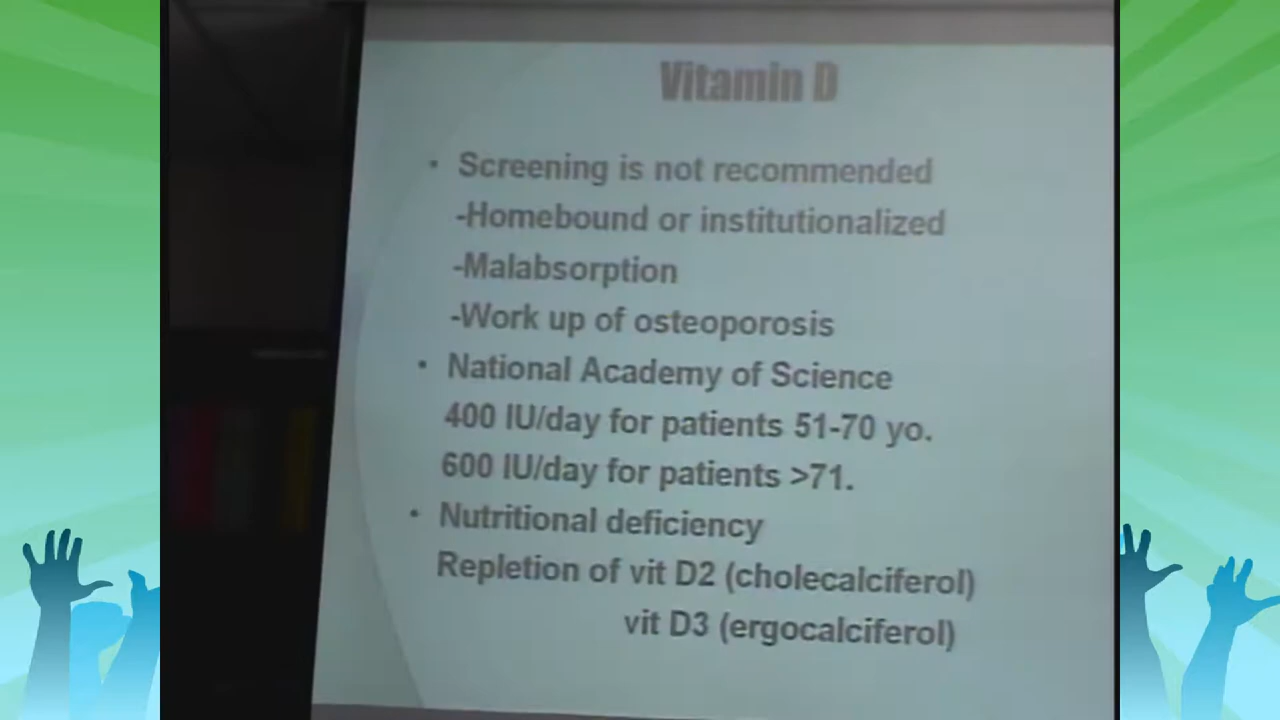 Vitamin D
• Screening is not recommended
-Homebound or institutionalized
-Malabsorption
-Work up of osteoporosis
• National Academy of Science
400 IU/day for patients 51-70 yo.
600 IU/day for patients >71.
• Nutritional deficiency
Repletion of vit D2 (cholecalciferol)
vit D3 (ergocalciferol)